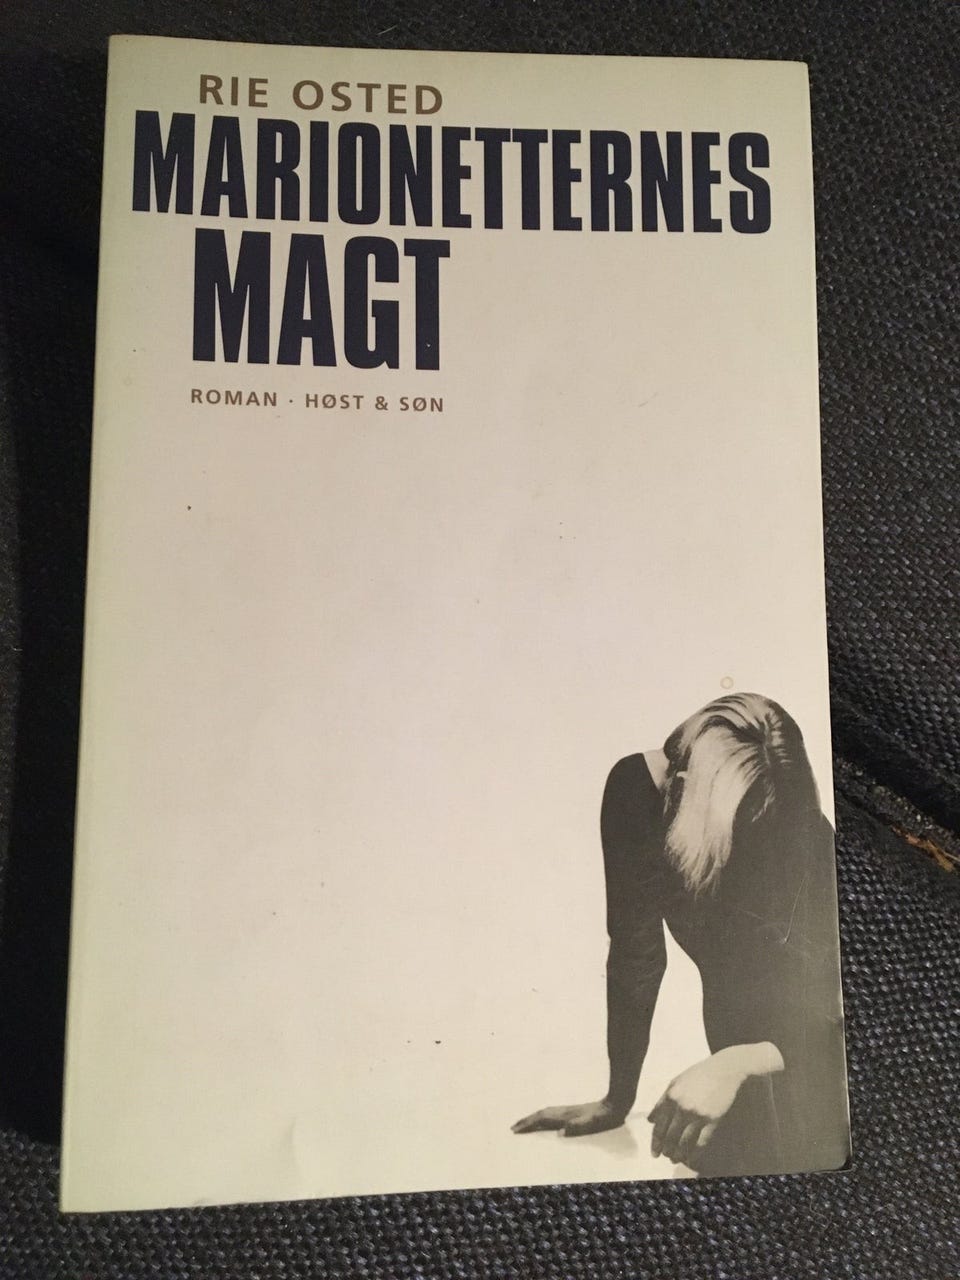 RIE OSTED
MARIONETTERNES
MAGT
ROMAN · HØST & SØN